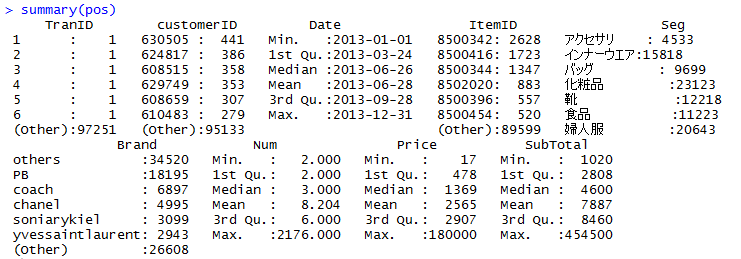 > summary(pos)
     TranID        customerID         Date                ItemID                      Seg
1      :    1   630505 :  441   Min.   :2013-01-01   8500342: 2628   アクセサリ    : 4533
2      :    1   624817 :  386   1st Qu.:2013-03-24   8500416: 1723   インナーウエア:15818
3      :    1   608515 :  358   Median :2013-06-26   8500344: 1347   バッグ        : 9699
4      :    1   629749 :  353   Mean   :2013-06-28   8502020:  883   化粧品        :23123
5      :    1   608659 :  307   3rd Qu.:2013-09-28   8500396:  557   靴            :12218
6      :    1   610483 :  279   Max.   :2013-12-31   8500454:  520   食品          :11223
(Other):97251   (Other):95133                        (Other):89599   婦人服        :20643
              Brand            Num               Price          SubTotal
others           :34520   Min.   :   2.000   Min.   :    17   Min.   :  1020
PB               :18195   1st Qu.:   2.000   1st Qu.:   478   1st Qu.:  2808
coach            : 6897   Median :   3.000   Median :  1369   Median :  4600
chanel           : 4995   Mean   :   8.204   Mean   :  2565   Mean   :  7887
soniarykiel      : 3099   3rd Qu.:   6.000   3rd Qu.:  2907   3rd Qu.:  8460
yvessaintlaurent: 2943   Max.   :2176.000   Max.   :180000   Max.   :454500
(Other)          :26608